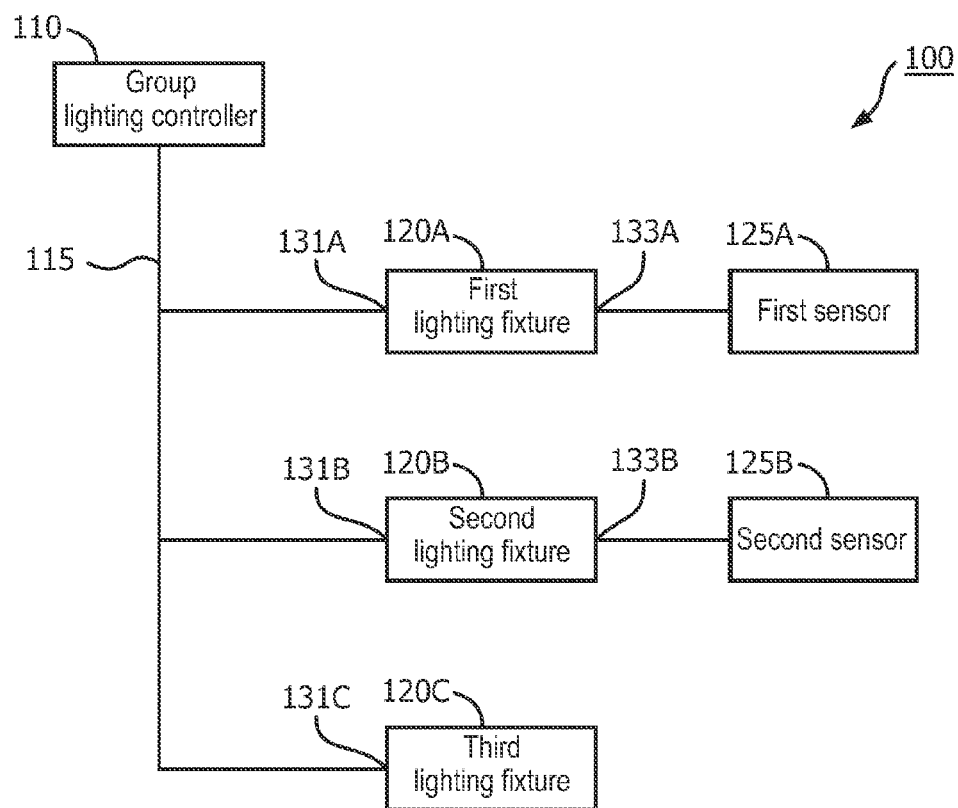 110
Group
lighting controller
100
115
131A
120A
133A
125A
First
lighting fixture
First sensor
131B
120B
133B
125B
Second
lighting fixture
Second sensor
131C
120C
Third
lighting fixture